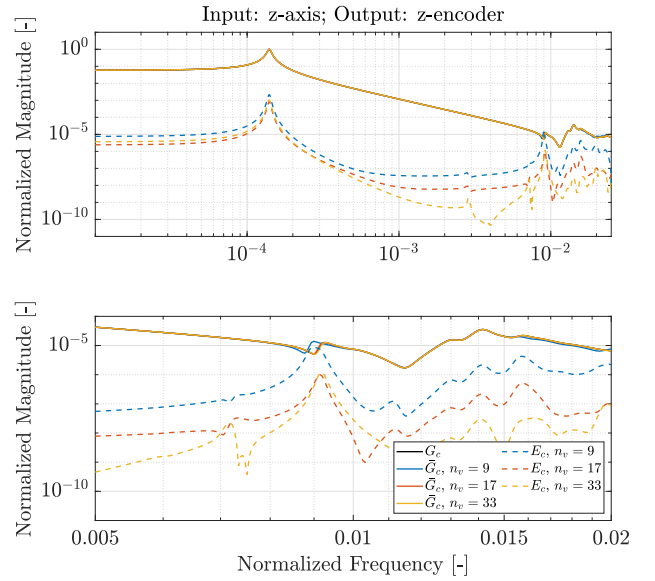 Input: z-axis; Output: z-encoder
Normalized Magnitude [-]
10⁰
10⁻⁵
10⁻¹⁰
10⁻⁴
10⁻³
10⁻²
Normalized Magnitude [-]
10⁻⁵
10⁻¹⁰
G_c
Ḡ_c, n_v = 9
Ḡ_c, n_v = 17
Ḡ_c, n_v = 33
E_c, n_v = 9
E_c, n_v = 17
E_c, n_v = 33
0.005
0.01
0.015
0.02
Normalized Frequency [-]